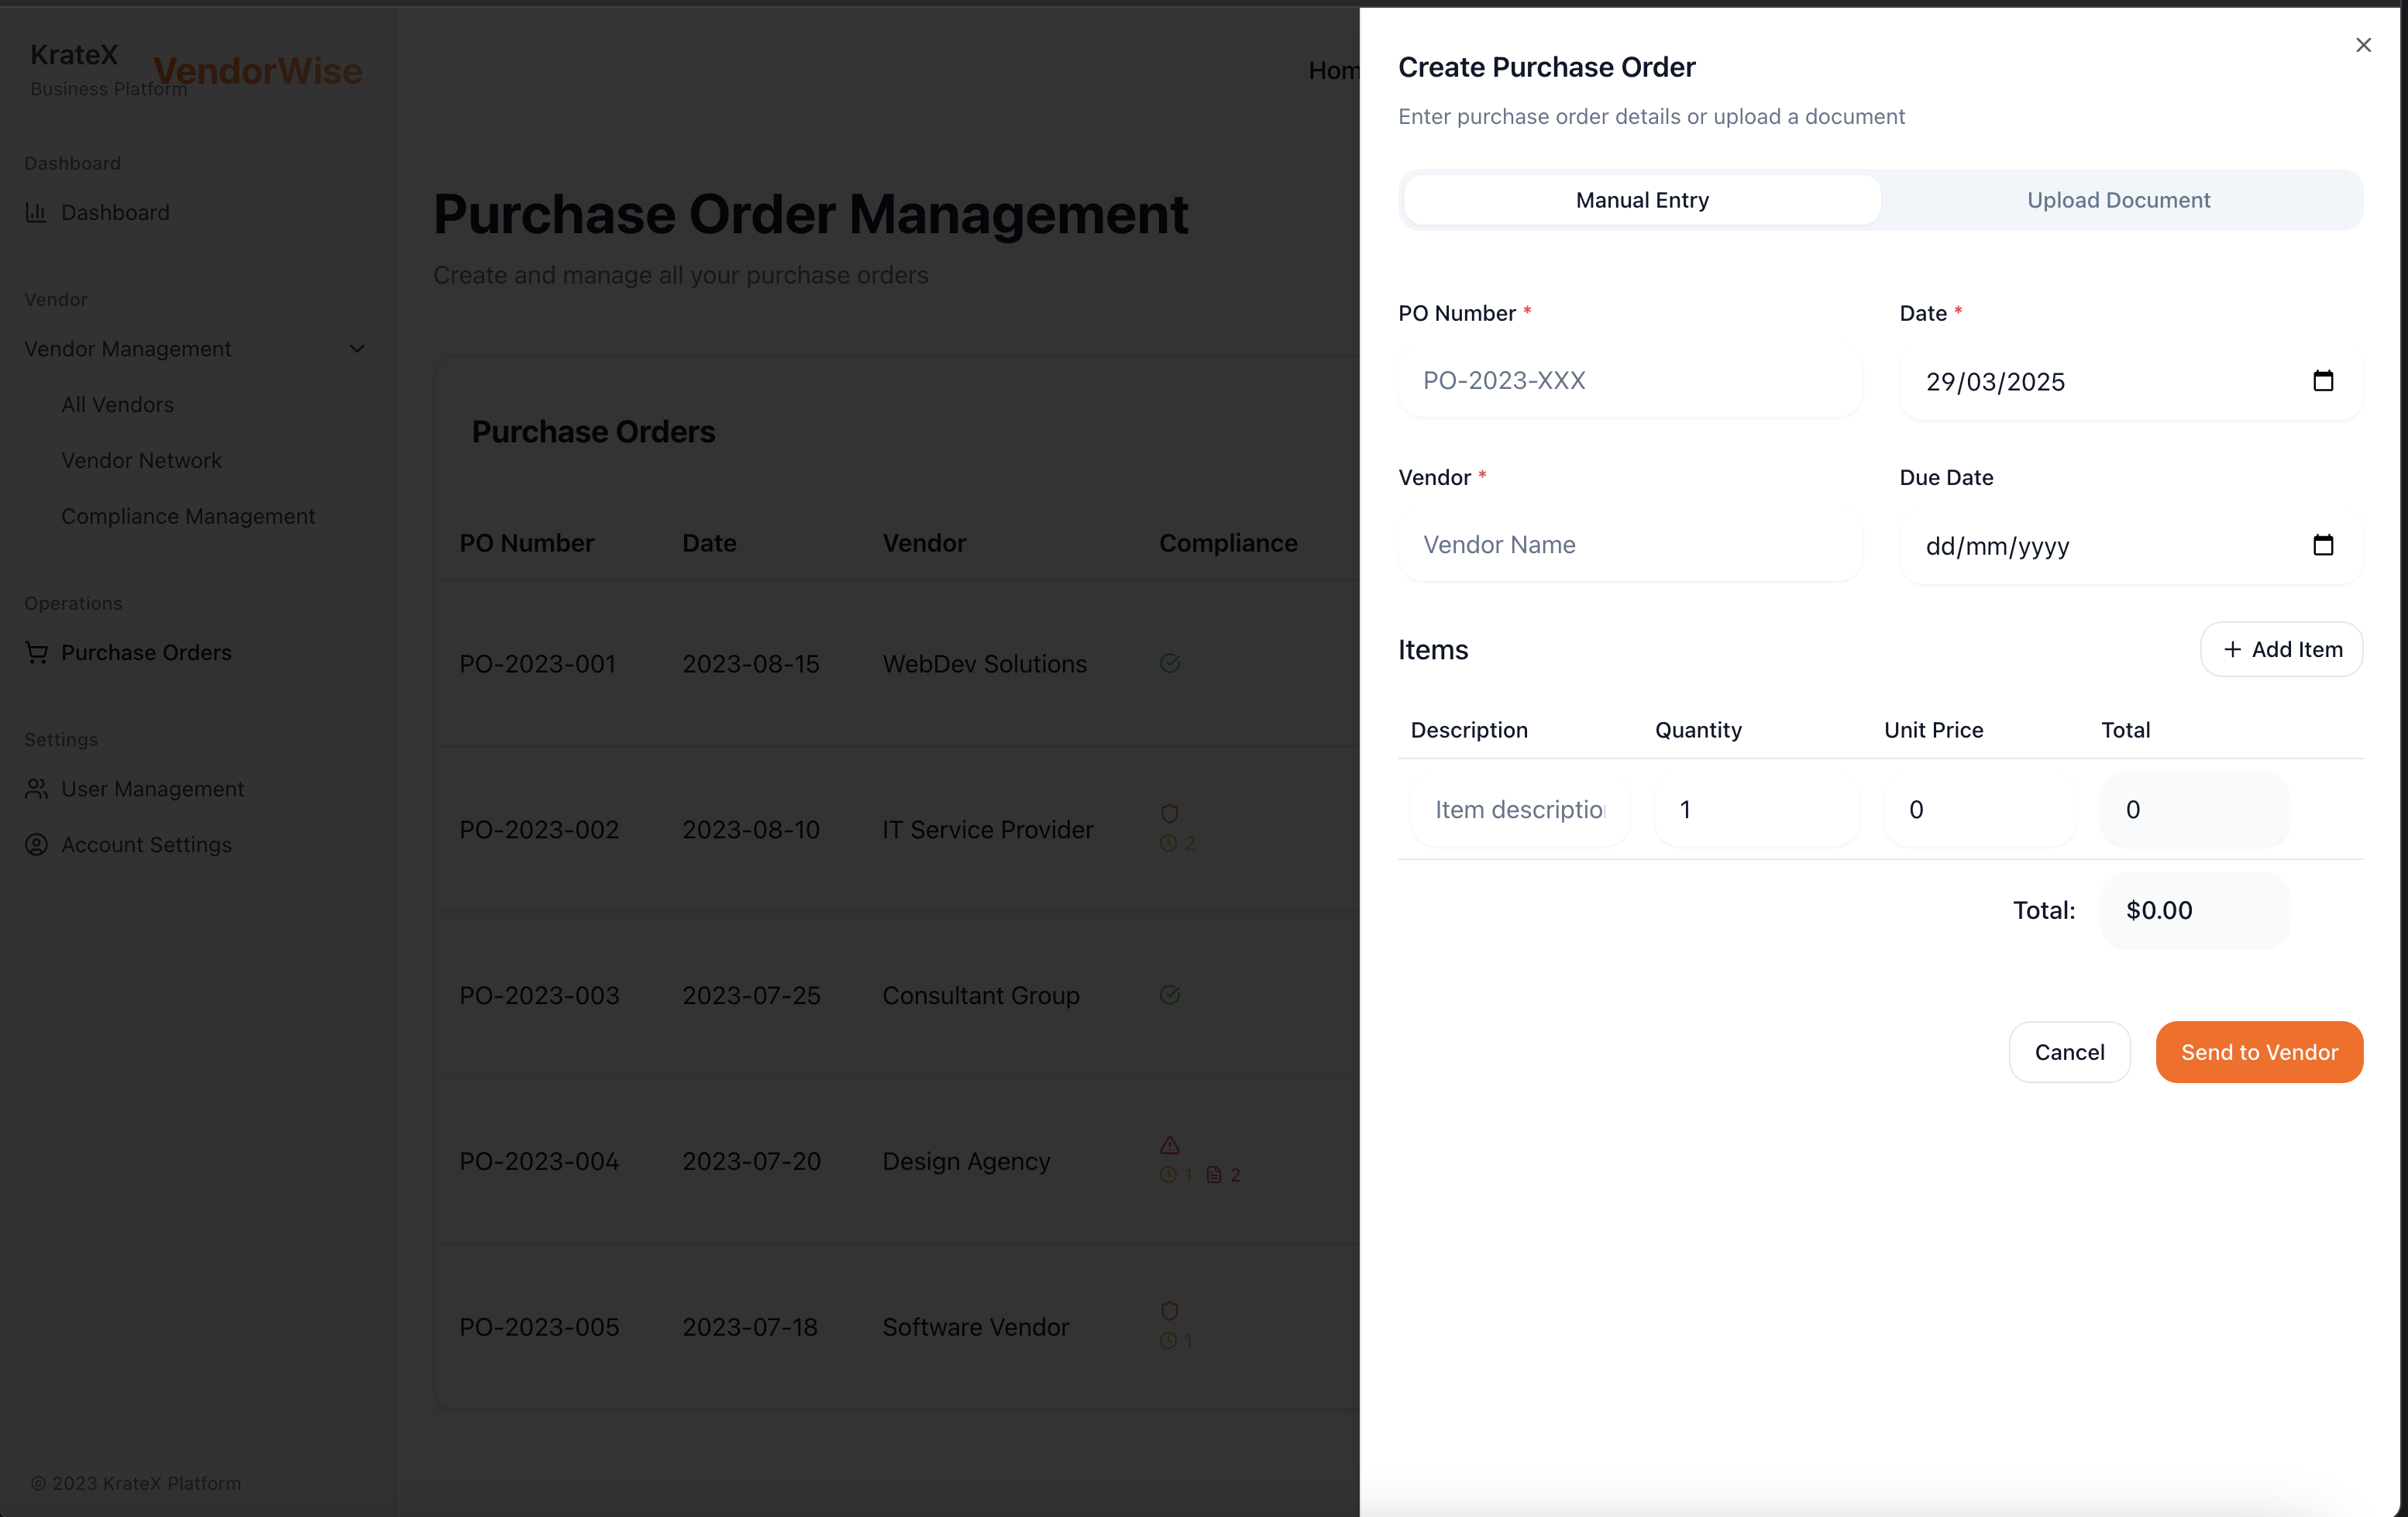 KrateX
Business Platform
VendorWise
Dashboard
Dashboard
Vendor
Vendor Management
All Vendors
Vendor Network
Compliance Management
Operations
Purchase Orders
Settings
User Management
Account Settings
© 2023 KrateX Platform
Hom
Purchase Order Management
Create and manage all your purchase orders
Purchase Orders
PO Number Date Vendor Compliance
PO-2023-001 2023-08-15 WebDev Solutions
PO-2023-002 2023-08-10 IT Service Provider 2
PO-2023-003 2023-07-25 Consultant Group
PO-2023-004 2023-07-20 Design Agency 1 2
PO-2023-005 2023-07-18 Software Vendor 1
Create Purchase Order
Enter purchase order details or upload a document
Manual Entry Upload Document
PO Number * Date *
PO-2023-XXX 29/03/2025
Vendor * Due Date
Vendor Name dd/mm/yyyy
Items + Add Item
Description Quantity Unit Price Total
Item descriptio 1 0 0
Total: $0.00
Cancel Send to Vendor